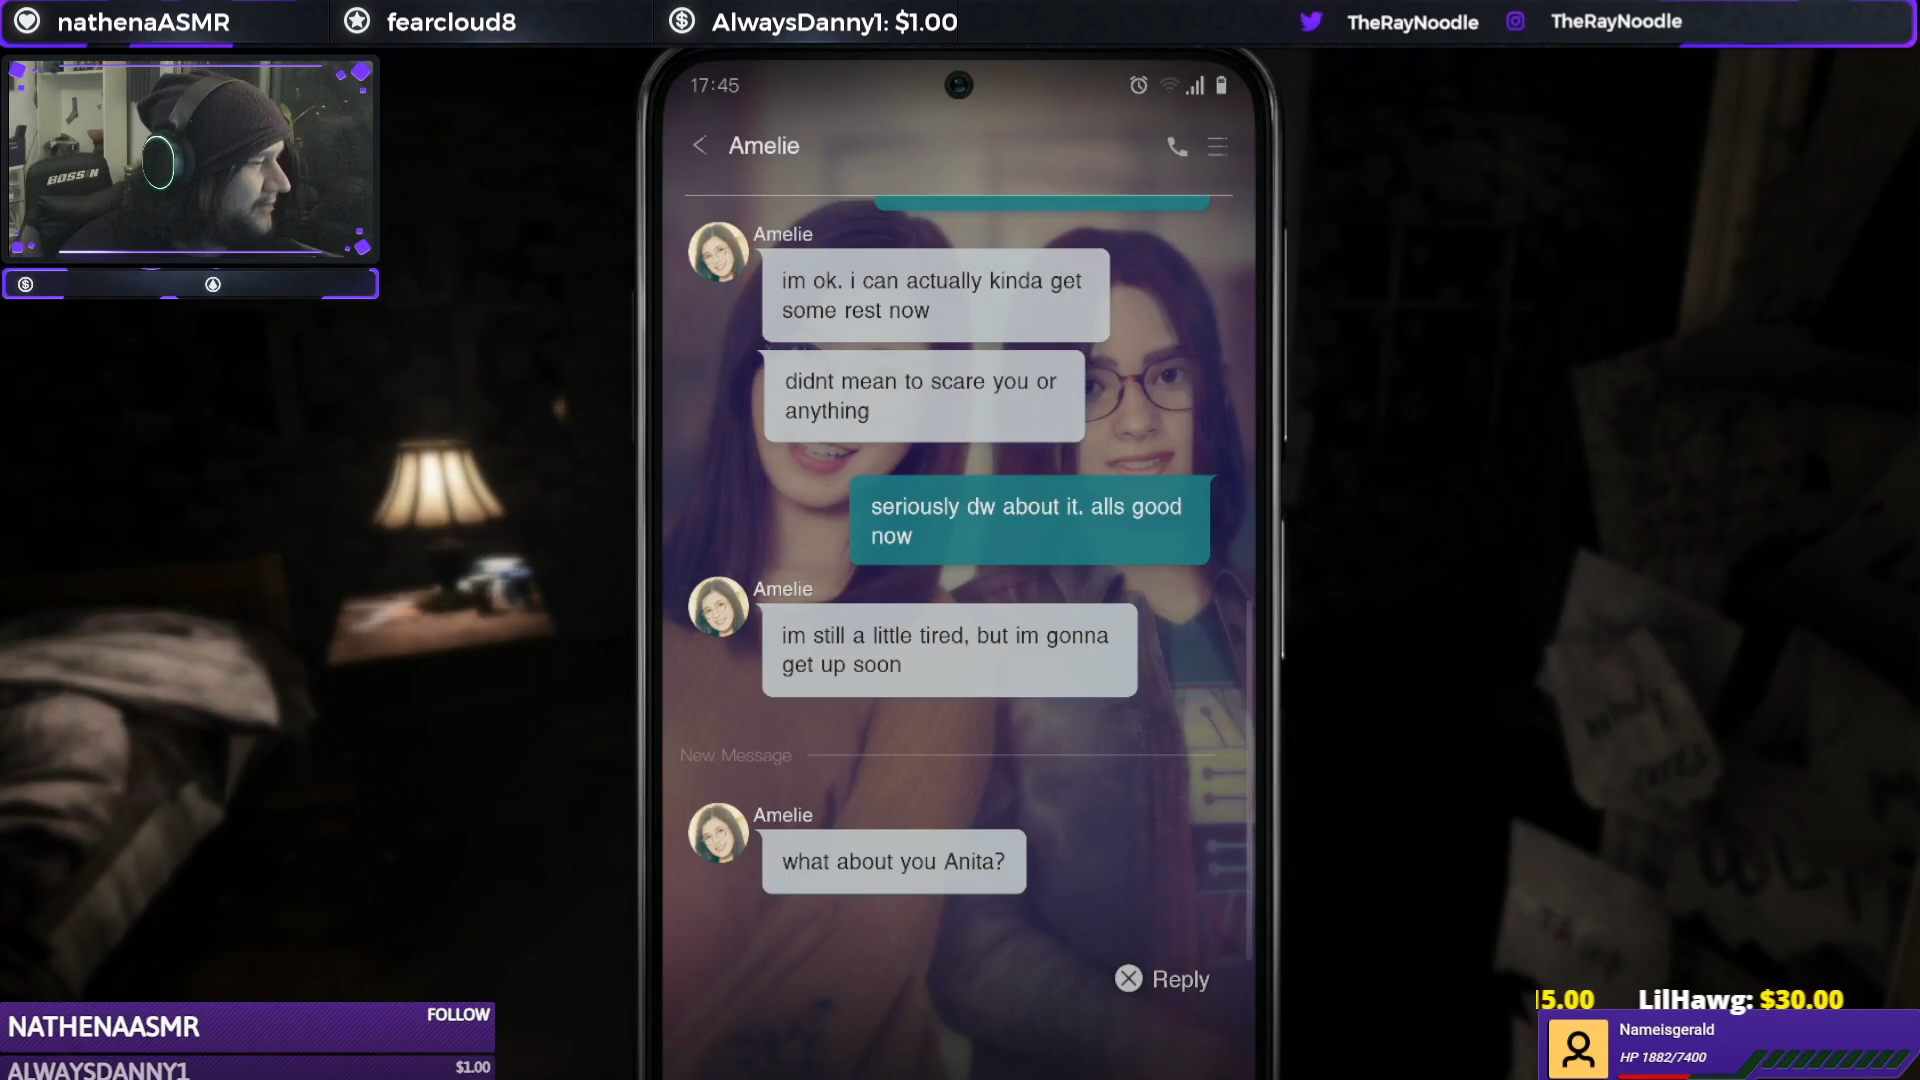 nathenaASMR
fearcloud8
AlwaysDanny1: $1.00
TheRayNoodle
TheRayNoodle
17:45
Amelie
Amelie
im ok. i can actually kinda get
some rest now
didnt mean to scare you or
anything
seriously dw about it. alls good
now
Amelie
im still a little tired, but im gonna
get up soon
New Message
Amelie
what about you Anita?
Reply
NATHENAASMR
FOLLOW
ALWAYSDANNY1
$1.00
15.00
LilHawg: $30.00
Nameisgerald
HP 1882/7400